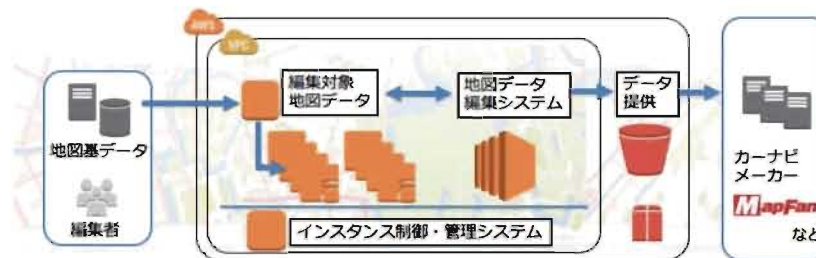 AWS
VPC
地図基データ
編集者
編集対象
地図データ
地図データ
編集システム
データ
提供
インスタンス制御・管理システム
カーナビ
メーカー
MapFan
など